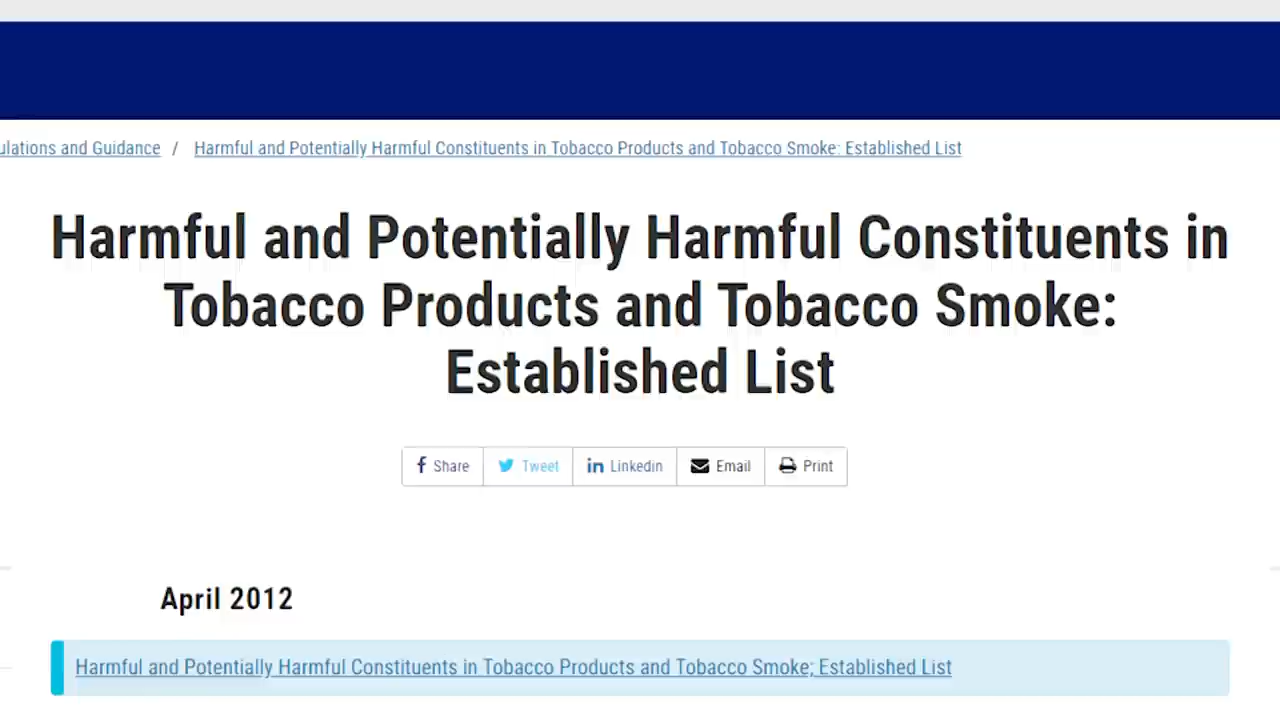 and Guidance / Harmful and Potentially Harmful Constituents in Tobacco Products and Tobacco Smoke: Established List
Harmful and Potentially Harmful Constituents in
Tobacco Products and Tobacco Smoke:
Established List
Share Tweet Linkedin Email Print
April 2012
Harmful and Potentially Harmful Constituents in Tobacco Products and Tobacco Smoke; Established List